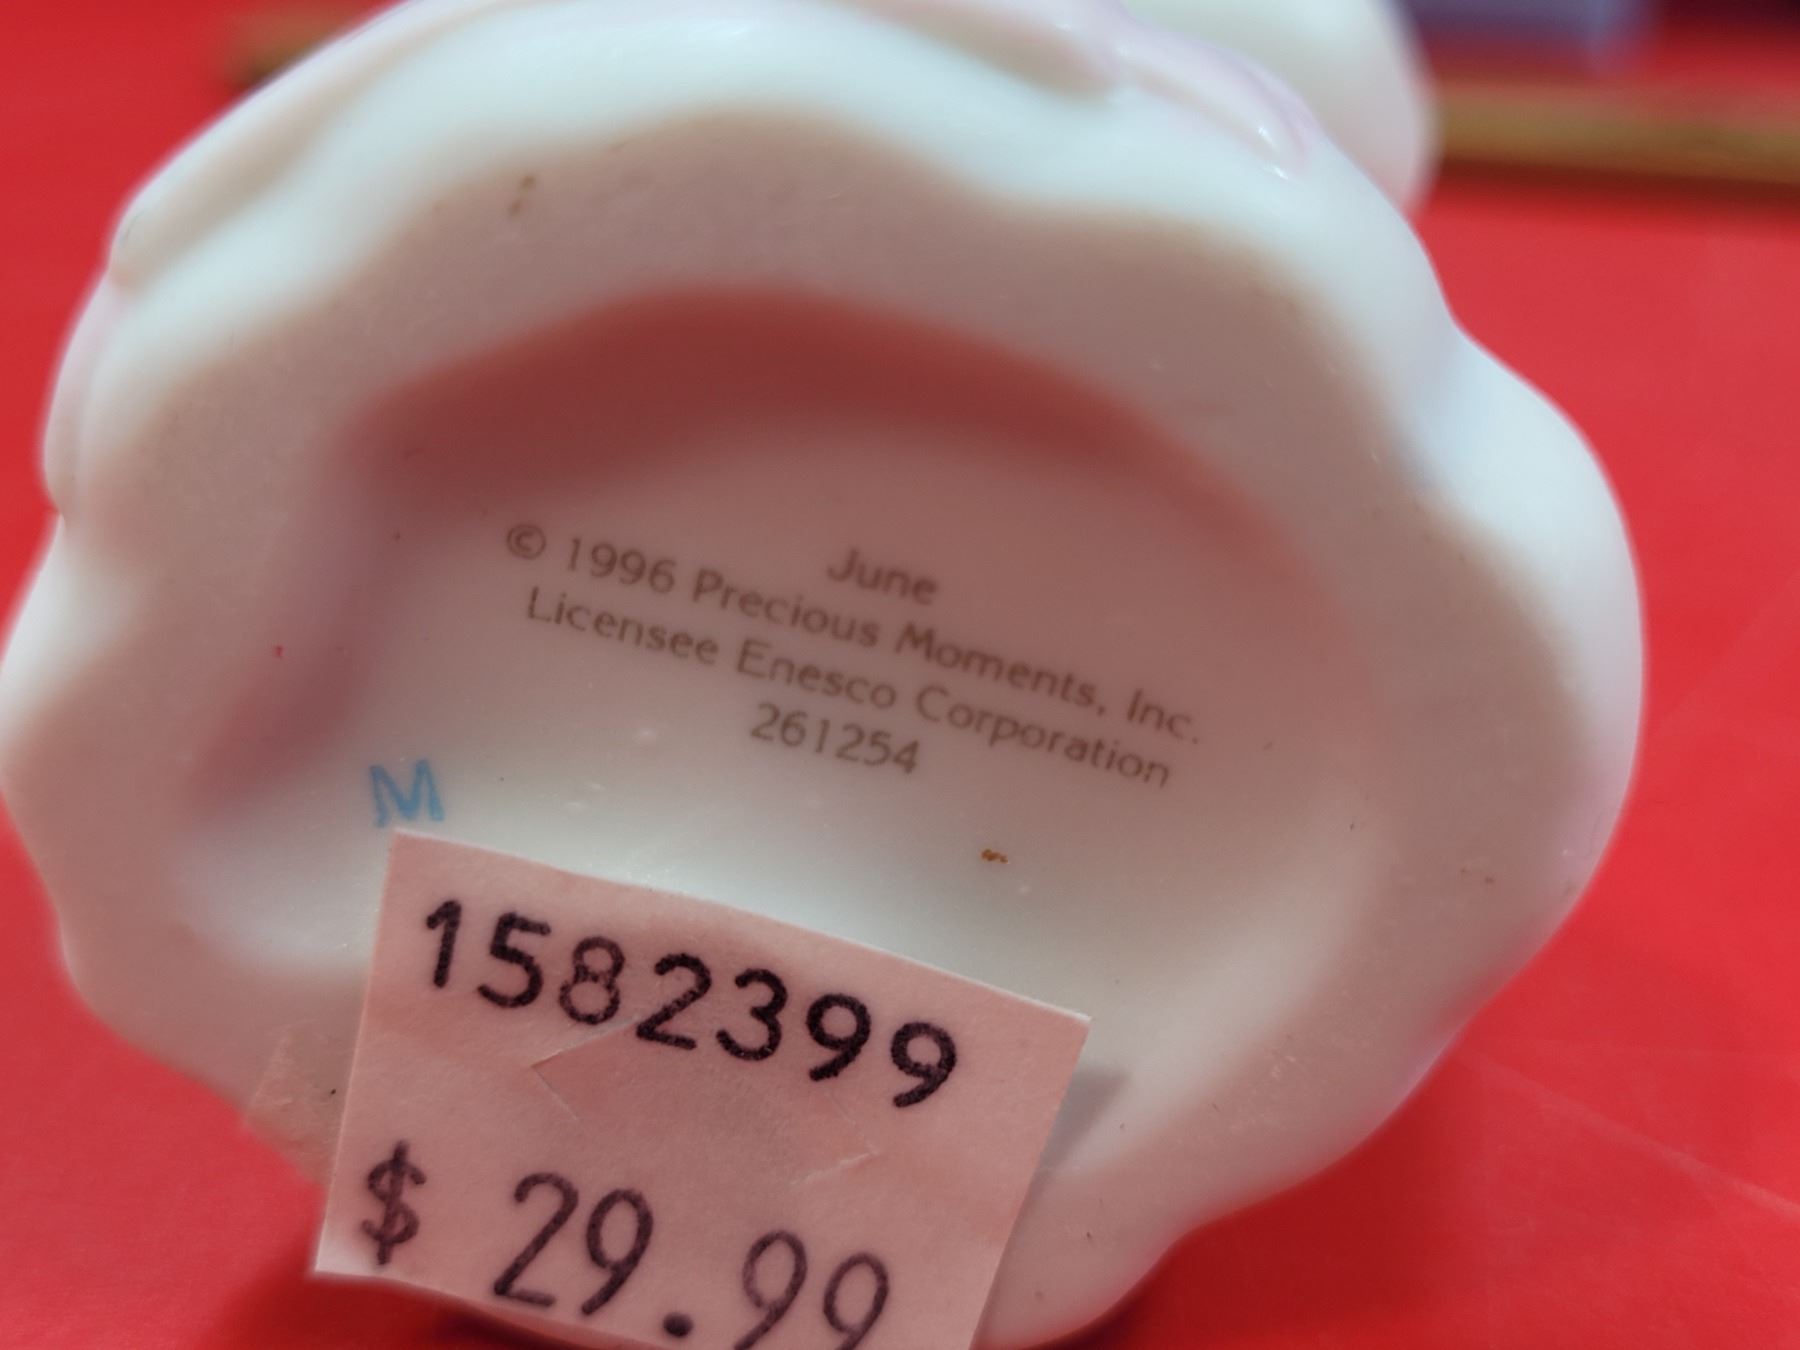 June
© 1996 Precious Moments, Inc.
Licensee Enesco Corporation
261254
M
1582399
$ 29.99